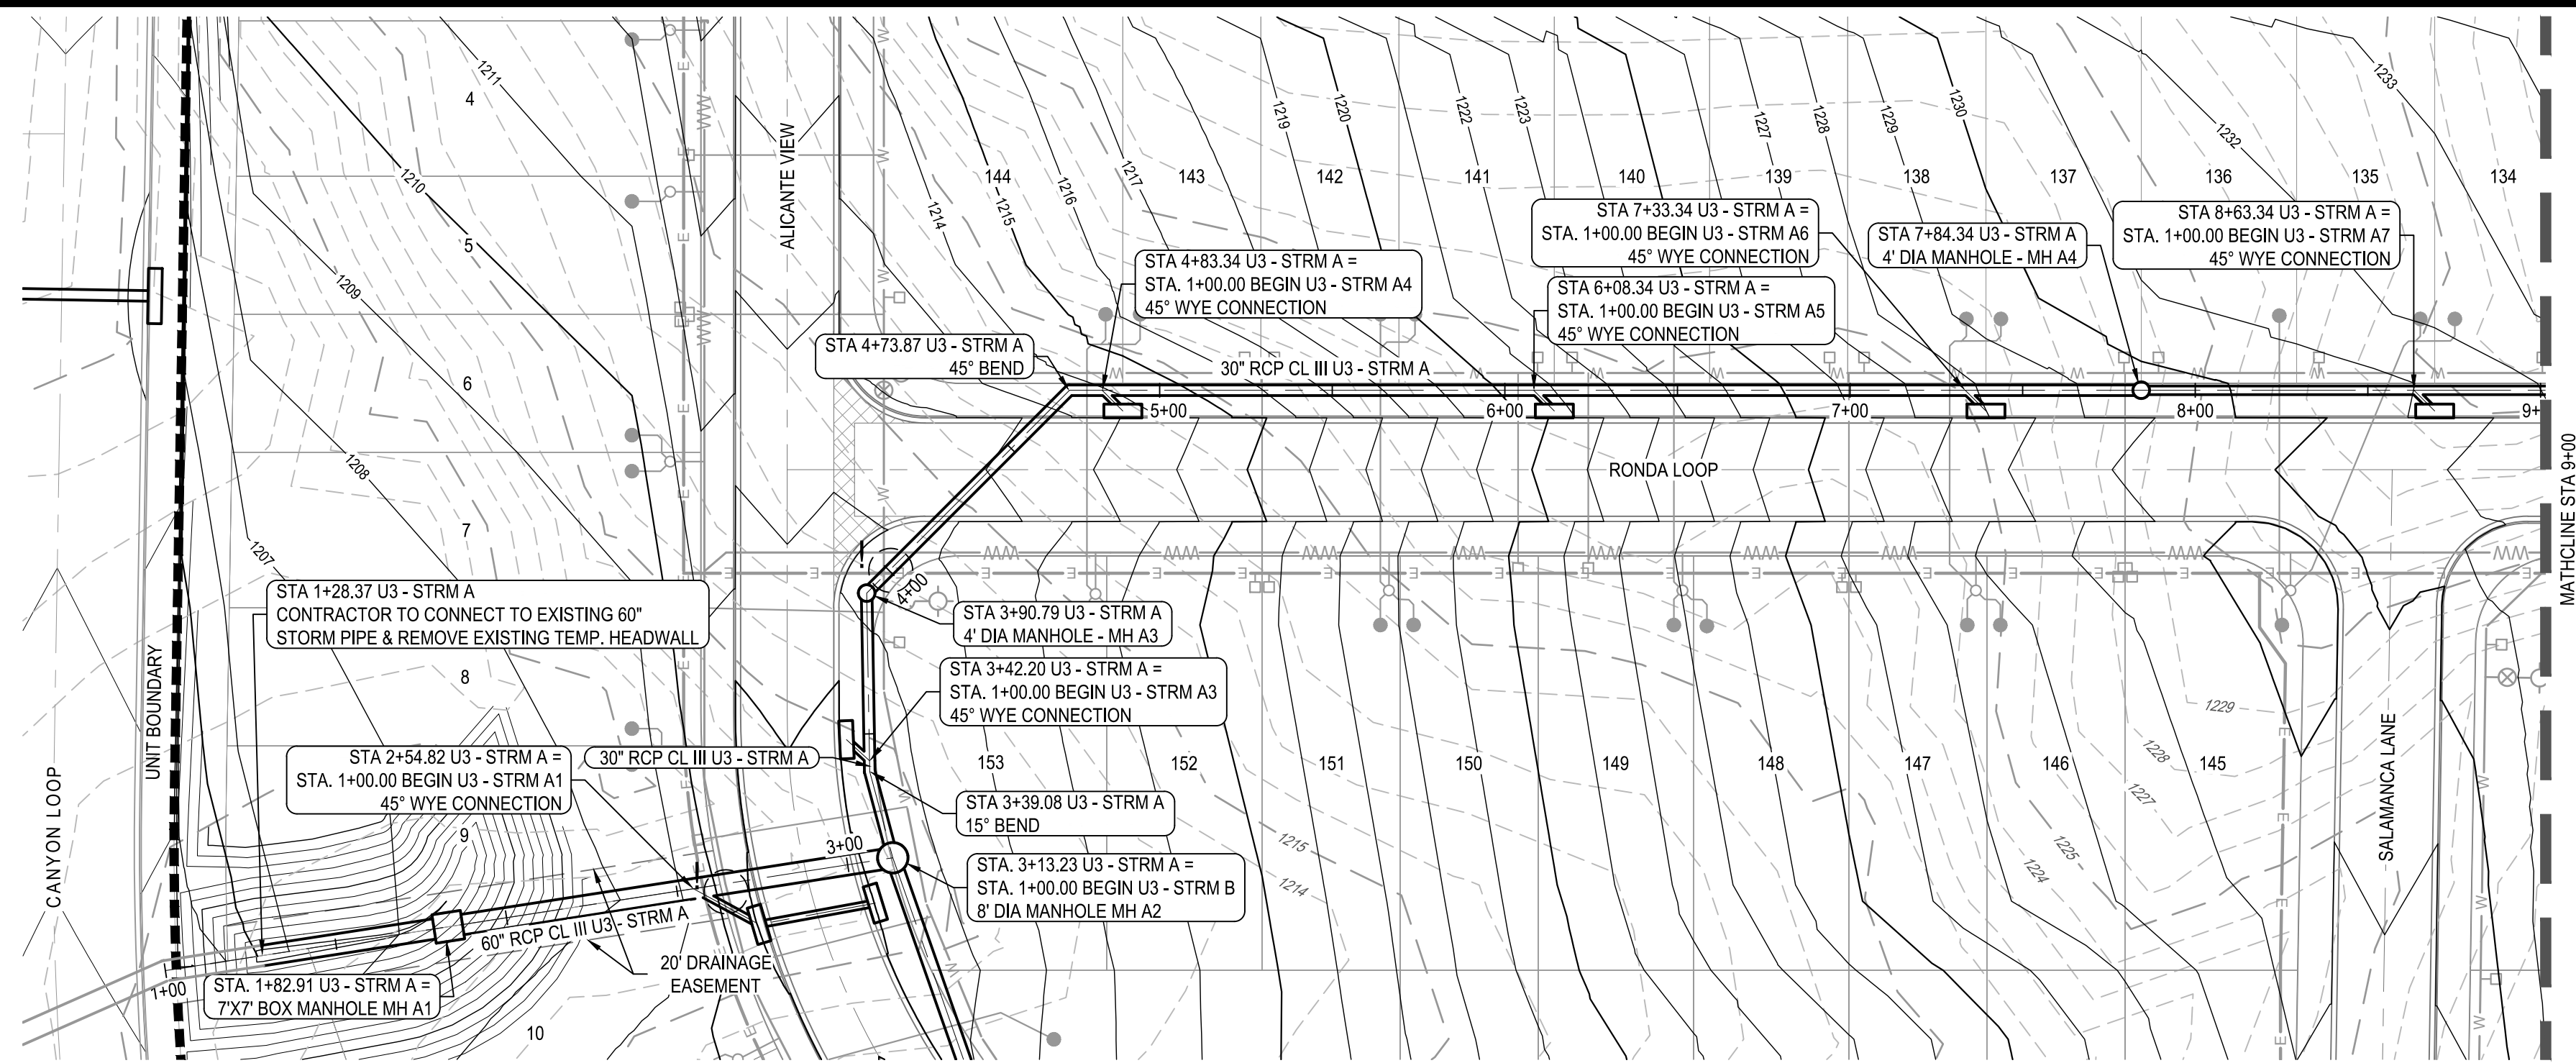 1211
4
1233
1219
1220
1222
1223
1227
1228
1229
1230
1232
ALICANTE VIEW
1210
5
144
1215
1216
1217
1214
143
142
141
140
139
138
137
136
135
134
STA 4+83.34 U3 - STRM A =
STA. 1+00.00 BEGIN U3 - STRM A4
45° WYE CONNECTION
STA 7+33.34 U3 - STRM A =
STA. 1+00.00 BEGIN U3 - STRM A6
45° WYE CONNECTION
STA 7+84.34 U3 - STRM A
4' DIA MANHOLE - MH A4
STA 8+63.34 U3 - STRM A =
STA. 1+00.00 BEGIN U3 - STRM A7
45° WYE CONNECTION
STA 6+08.34 U3 - STRM A =
STA. 1+00.00 BEGIN U3 - STRM A5
45° WYE CONNECTION
1209
STA 4+73.87 U3 - STRM A
45° BEND
30" RCP CL III U3 - STRM A
6
5+00
6+00
7+00
8+00
9+
1208
RONDA LOOP
MATHCLINE STA 9+00
7
1207
STA 1+28.37 U3 - STRM A
CONTRACTOR TO CONNECT TO EXISTING 60"
STORM PIPE & REMOVE EXISTING TEMP. HEADWALL
4+00
STA 3+90.79 U3 - STRM A
4' DIA MANHOLE - MH A3
8
UNIT BOUNDARY
STA 3+42.20 U3 - STRM A =
STA. 1+00.00 BEGIN U3 - STRM A3
45° WYE CONNECTION
1229
1228
1227
1225
1224
STA 2+54.82 U3 - STRM A =
STA. 1+00.00 BEGIN U3 - STRM A1
45° WYE CONNECTION
30" RCP CL III U3 - STRM A
153
152
151
150
149
148
147
146
145
SALAMANCA LANE
CANYON LOOP
STA 3+39.08 U3 - STRM A
15° BEND
9
3+00
1215
1214
STA. 3+13.23 U3 - STRM A =
STA. 1+00.00 BEGIN U3 - STRM B
8' DIA MANHOLE MH A2
60" RCP CL III U3 - STRM A
20' DRAINAGE
EASEMENT
1+00
STA. 1+82.91 U3 - STRM A =
7'X7' BOX MANHOLE MH A1
10